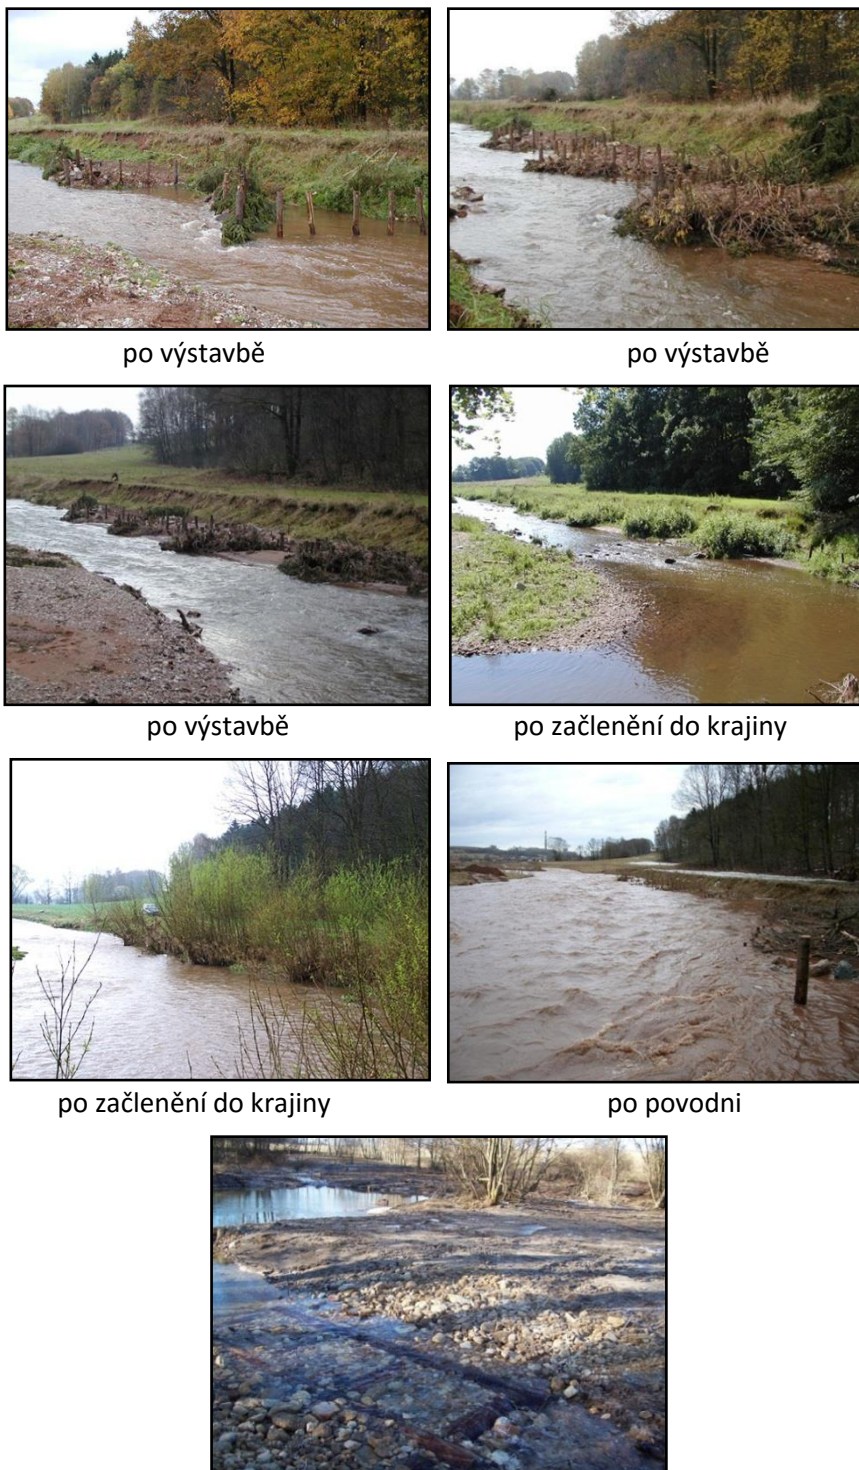 po výstavbě
po výstavbě
po výstavbě
po začlenění do krajiny
po začlenění do krajiny
po povodni